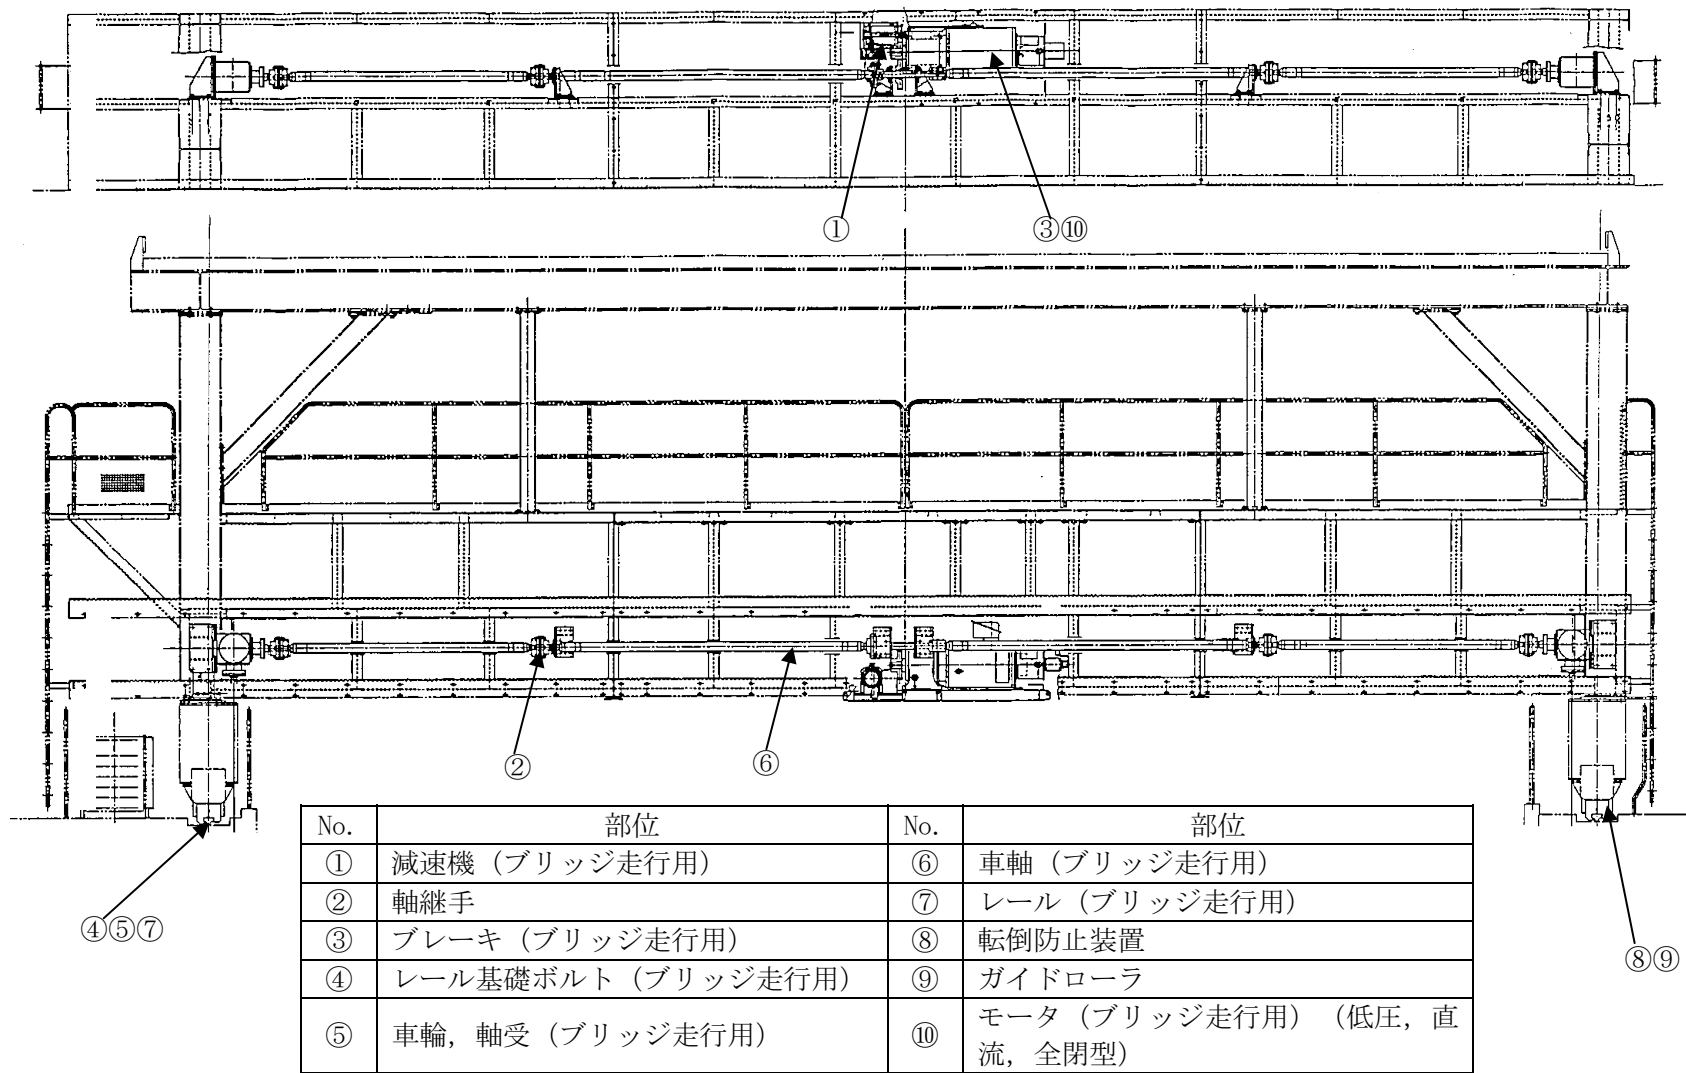 ①
③⑩
②
⑥
④⑤⑦
⑧⑨
No. 部位 No. 部位
① 減速機（ブリッジ走行用） ⑥ 車軸（ブリッジ走行用）
② 軸継手 ⑦ レール（ブリッジ走行用）
③ ブレーキ（ブリッジ走行用） ⑧ 転倒防止装置
④ レール基礎ボルト（ブリッジ走行用） ⑨ ガイドローラ
⑤ 車輪，軸受（ブリッジ走行用） ⑩ モータ（ブリッジ走行用）（低圧，直
流，全閉型）